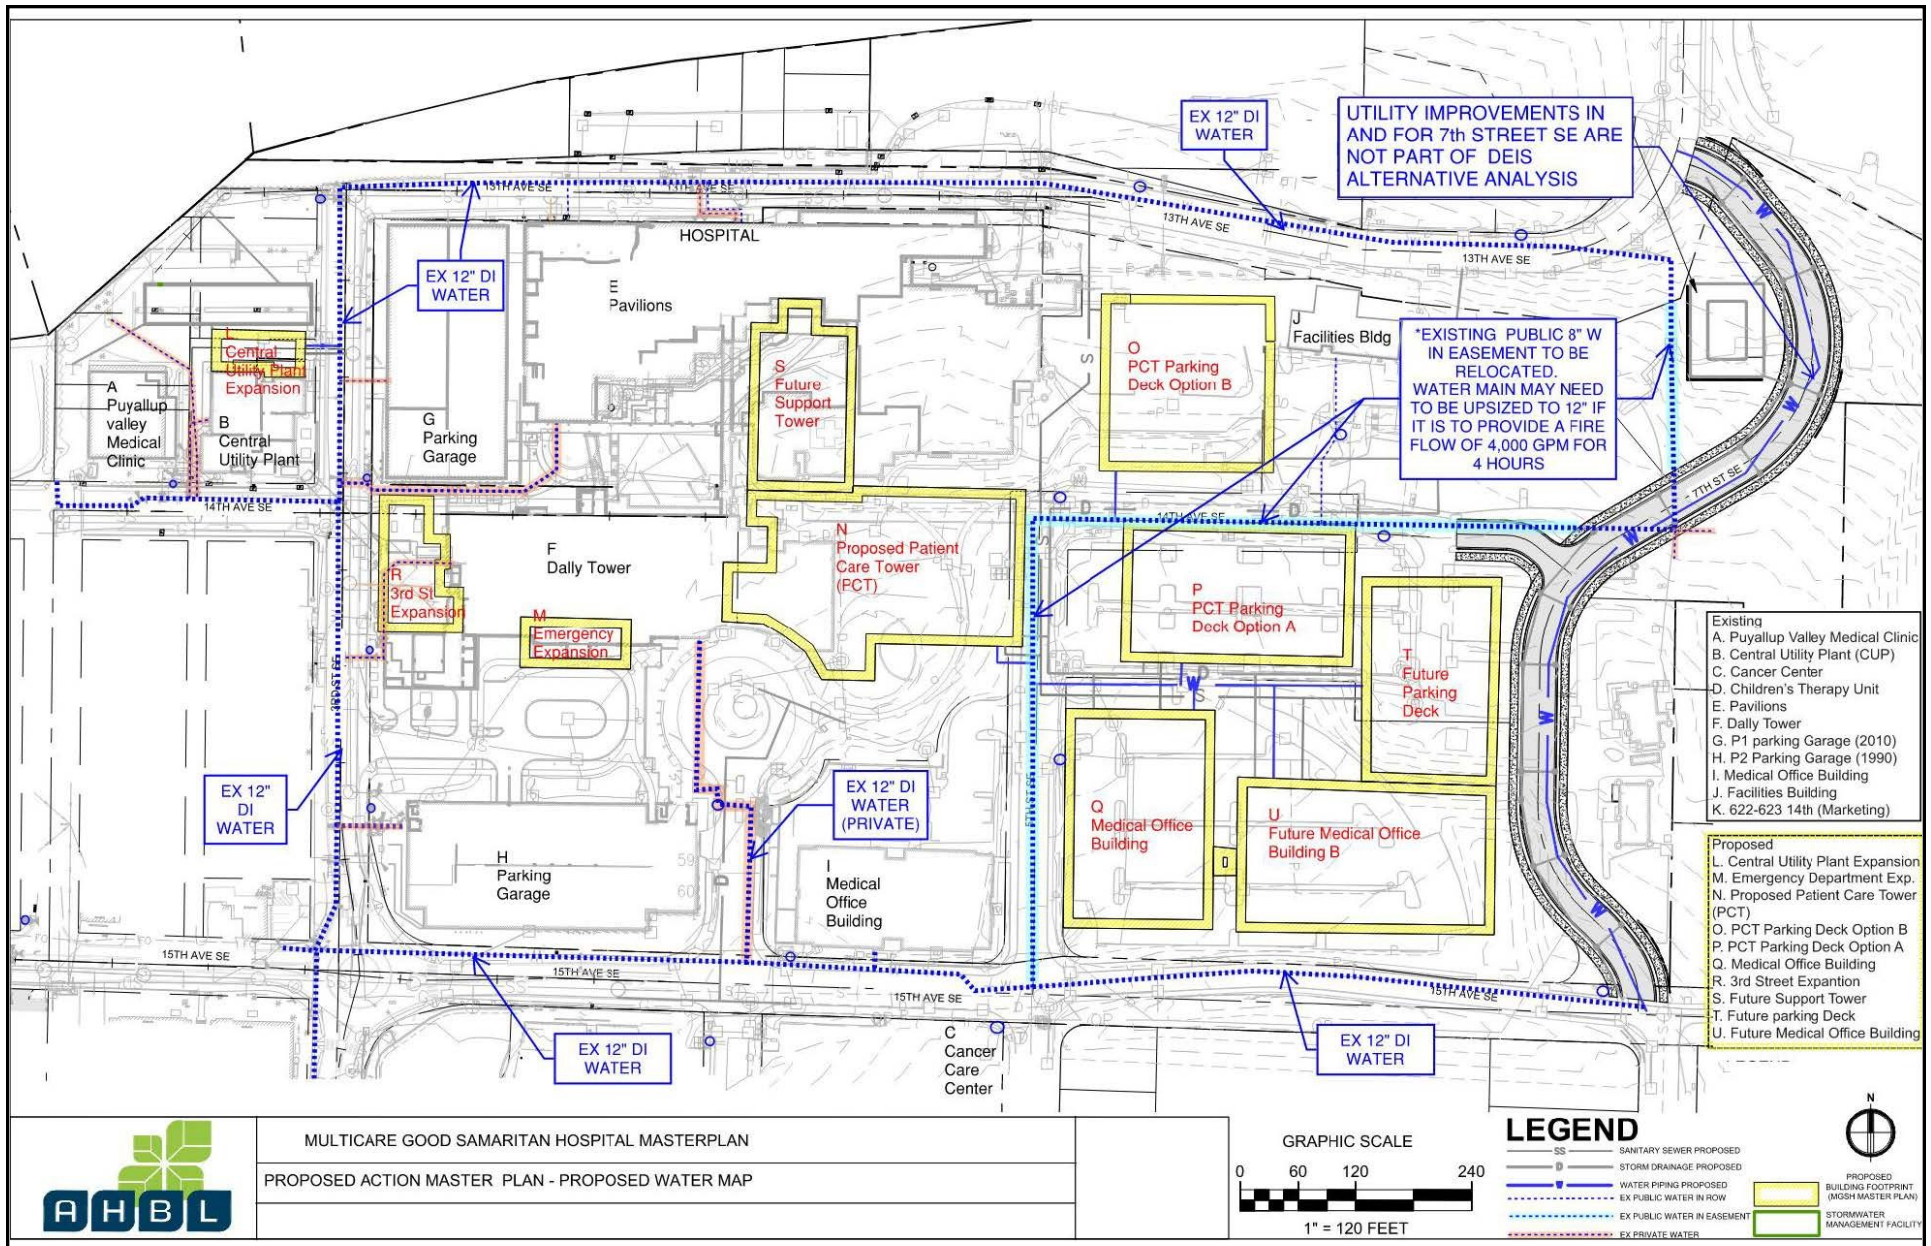 EX 12" DI
WATER
UTILITY IMPROVEMENTS IN
AND FOR 7th STREET SE ARE
NOT PART OF DEIS
ALTERNATIVE ANALYSIS
13TH AVE SE
13TH AVE SE
13TH AVE SE
13TH AVE SE
HOSPITAL
EX 12" DI
WATER
E
Pavilions
L
Central
Utility Plant
Expansion
A
Puyallup
valley
Medical
Clinic
B
Central
Utility Plant
G
Parking
Garage
S
Future
Support
Tower
O
PCT Parking
Deck Option B
J
Facilities Bldg
*EXISTING PUBLIC 8" W
IN EASEMENT TO BE
RELOCATED.
WATER MAIN MAY NEED
TO BE UPSIZED TO 12" IF
IT IS TO PROVIDE A FIRE
FLOW OF 4,000 GPM FOR
4 HOURS
W
W
7TH ST SE
W
W
W
14TH AVE SE
14TH AVE SE
D
D
S
S
F
Dally Tower
N
Proposed Patient
Care Tower
(PCT)
R
3rd St
Expansion
M
Emergency
Expansion
P
PCT Parking
Deck Option A
T
Future
Parking
Deck
W
D
S
3RD ST SE
EX 12"
DI
WATER
EX 12" DI
WATER
(PRIVATE)
H
Parking
Garage
59
60
D
I
Medical
Office
Building
Q
Medical Office
Building
U
Future Medical Office
Building B
15TH AVE SE
15TH AVE SE
15TH AVE SE
15TH AVE SE
EX 12" DI
WATER
C
Cancer
Care
Center
EX 12" DI
WATER
Existing
A. Puyallup Valley Medical Clinic
B. Central Utility Plant (CUP)
C. Cancer Center
D. Children's Therapy Unit
E. Pavilions
F. Dally Tower
G. P1 parking Garage (2010)
H. P2 Parking Garage (1990)
I. Medical Office Building
J. Facilities Building
K. 622-623 14th (Marketing)
Proposed
L. Central Utility Plant Expansion
M. Emergency Department Exp.
N. Proposed Patient Care Tower
(PCT)
O. PCT Parking Deck Option B
P. PCT Parking Deck Option A
Q. Medical Office Building
R. 3rd Street Expantion
S. Future Support Tower
T. Future parking Deck
U. Future Medical Office Building
AHBL
MULTICARE GOOD SAMARITAN HOSPITAL MASTERPLAN
PROPOSED ACTION MASTER PLAN - PROPOSED WATER MAP
GRAPHIC SCALE
0 60 120 240
1" = 120 FEET
LEGEND
SS SANITARY SEWER PROPOSED
D STORM DRAINAGE PROPOSED
W WATER PIPING PROPOSED
EX PUBLIC WATER IN ROW
EX PUBLIC WATER IN EASEMENT
EX PRIVATE WATER
N
PROPOSED
BUILDING FOOTPRINT
(MGSH MASTER PLAN)
STORMWATER
MANAGEMENT FACILITY